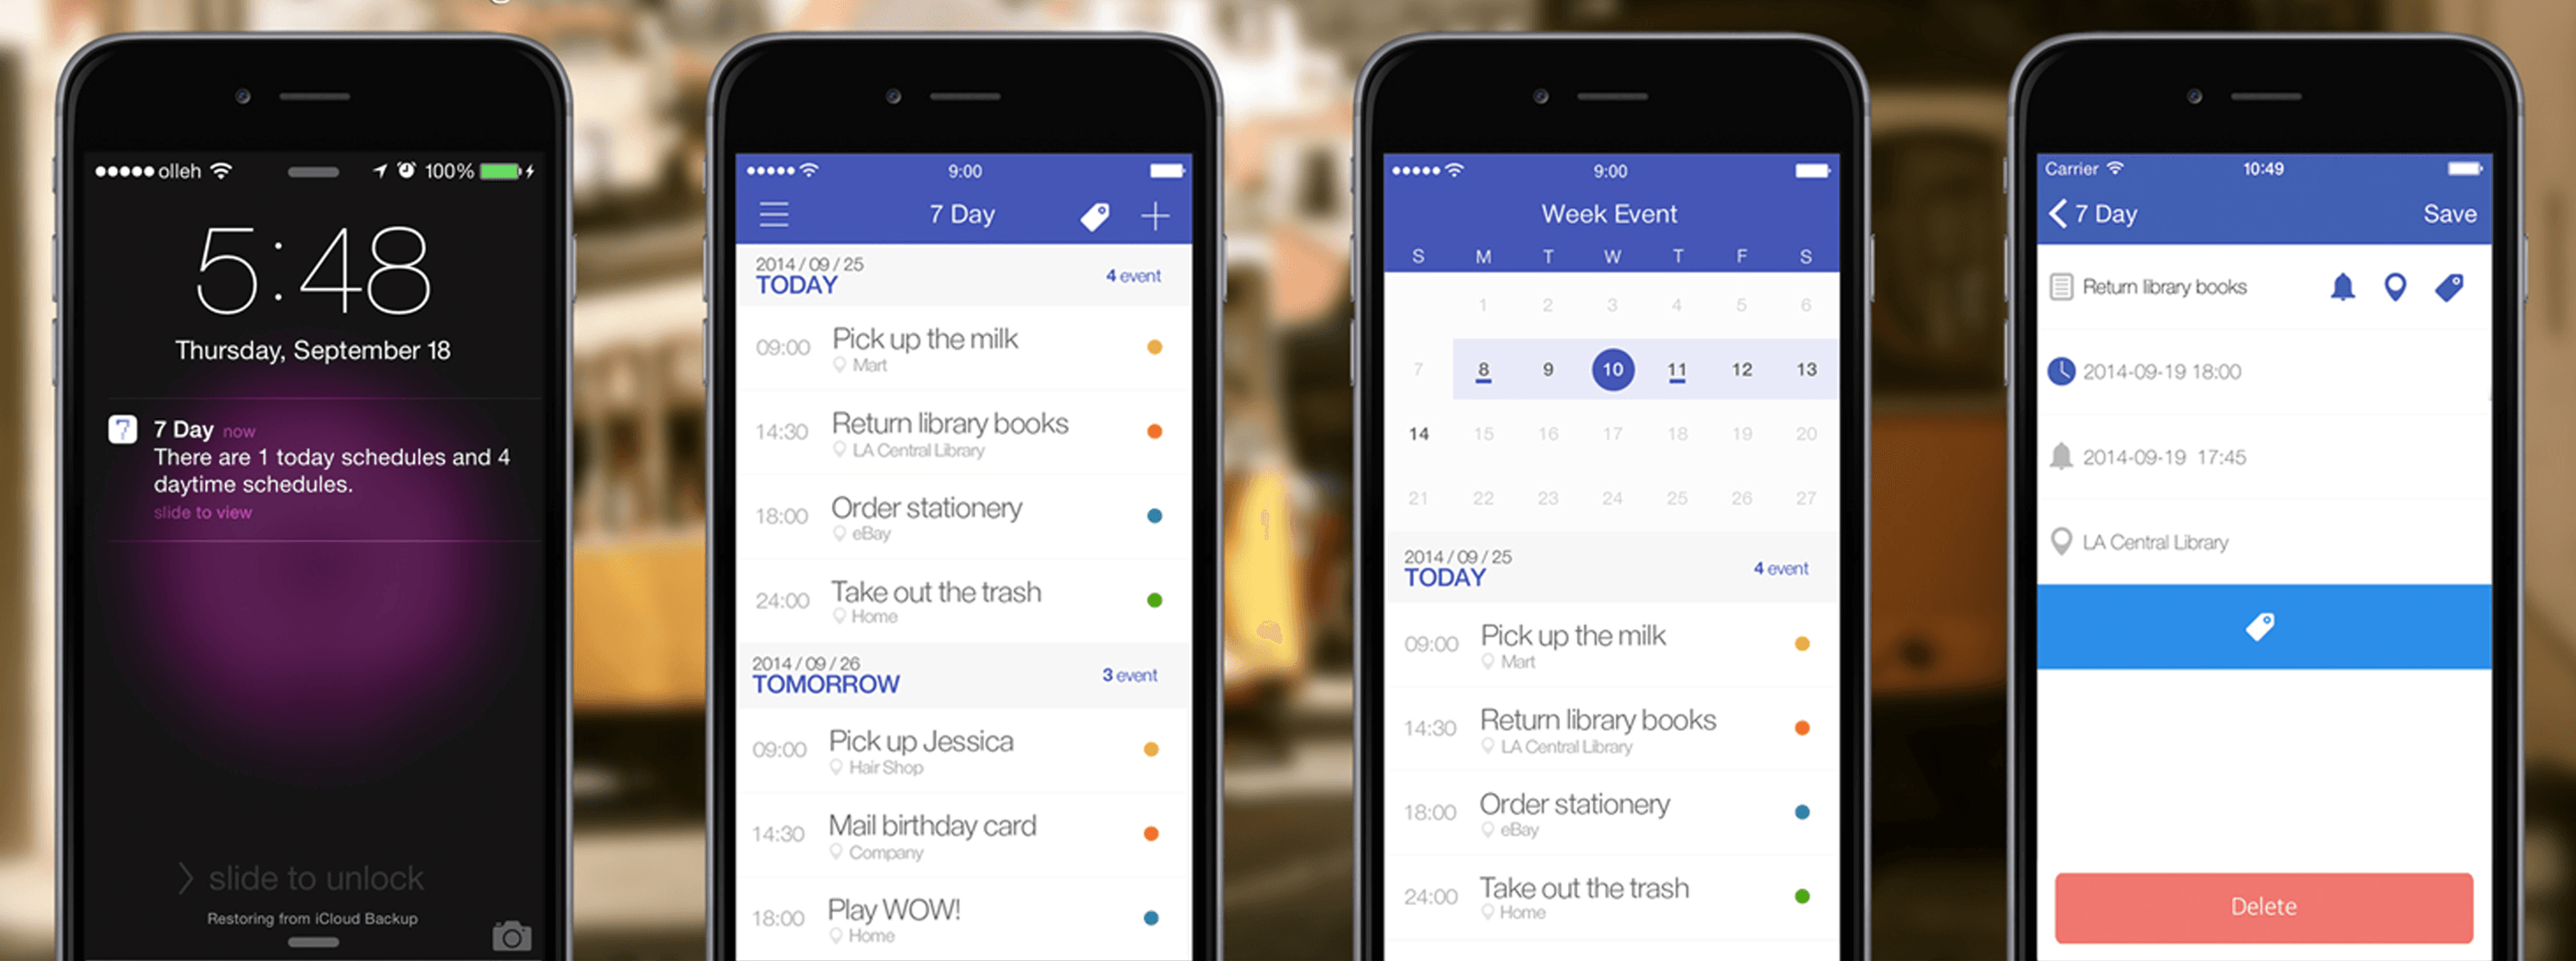 olleh 100%
5:48
Thursday, September 18
7 7 Day now
There are 1 today schedules and 4
daytime schedules.
slide to view
slide to unlock
Restoring from iCloud Backup
9:00
7 Day
2014 / 09 / 25
TODAY
4 event
09:00 Pick up the milk
Mart
14:30 Return library books
LA Central Library
18:00 Order stationery
eBay
24:00 Take out the trash
Home
2014 / 09 / 26
TOMORROW
3 event
09:00 Pick up Jessica
Hair Shop
14:30 Mail birthday card
Company
18:00 Play WOW!
Home
9:00
Week Event
S M T W T F S
1 2 3 4 5 6
7 8 9 10 11 12 13
14 15 16 17 18 19 20
21 22 23 24 25 26 27
2014 / 09 / 25
TODAY
4 event
09:00 Pick up the milk
Mart
14:30 Return library books
LA Central Library
18:00 Order stationery
eBay
24:00 Take out the trash
Home
Carrier 10:49
7 Day Save
Return library books
2014-09-19 18:00
2014-09-19 17:45
LA Central Library
Delete